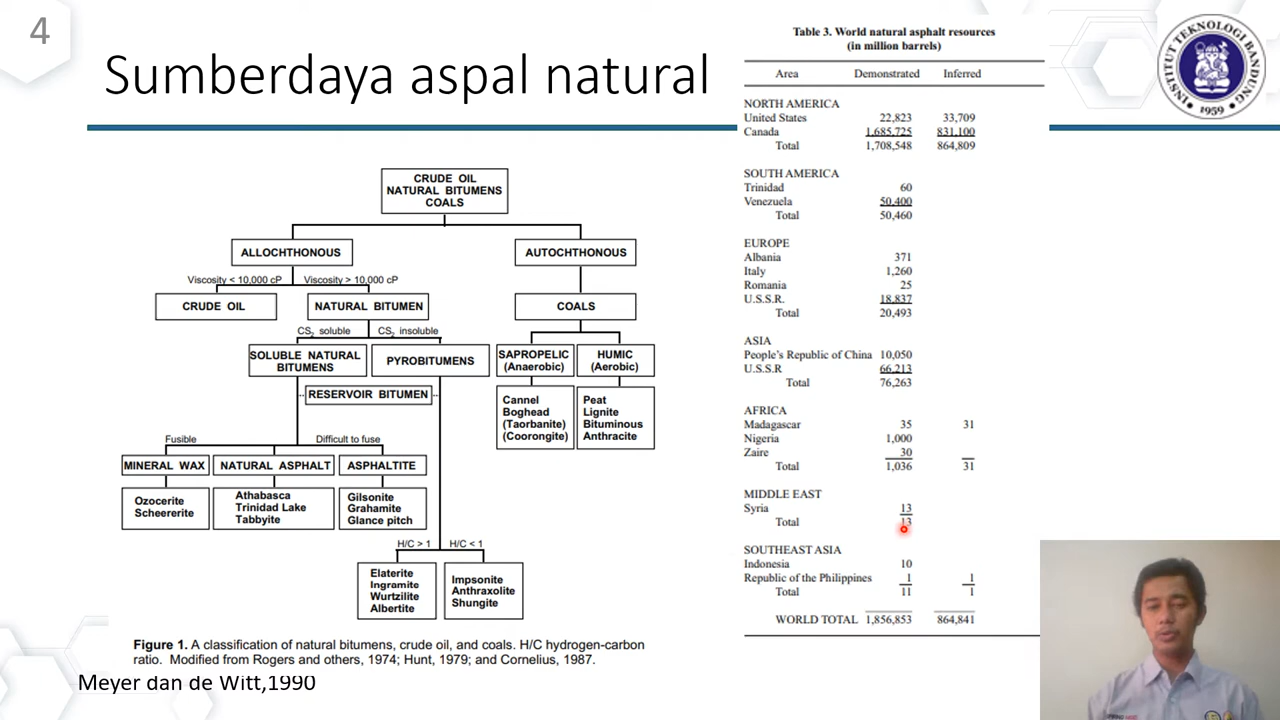 4
Sumberdaya aspal natural
INSTITUT TEKNOLOGI BANDUNG
1959
CRUDE OIL
NATURAL BITUMENS
COALS
ALLOCHTHONOUS
AUTOCHTHONOUS
Viscosity < 10,000 cP
Viscosity > 10,000 cP
CRUDE OIL
NATURAL BITUMEN
COALS
CS2 soluble
CS2 insoluble
SOLUBLE NATURAL
BITUMENS
PYROBITUMENS
SAPROPELIC
(Anaerobic)
HUMIC
(Aerobic)
RESERVOIR BITUMEN
Cannel
Boghead
(Taorbanite)
(Coorongite)
Peat
Lignite
Bituminous
Anthracite
Fusible
Difficult to fuse
MINERAL WAX
NATURAL ASPHALT
ASPHALTITE
Ozocerite
Scheererite
Athabasca
Trinidad Lake
Tabbyite
Gilsonite
Grahamite
Glance pitch
H/C > 1
H/C < 1
Elaterite
Ingramite
Wurtzilite
Albertite
Impsonite
Anthraxolite
Shungite
Figure 1. A classification of natural bitumens, crude oil, and coals. H/C hydrogen-carbon
ratio. Modified from Rogers and others, 1974; Hunt, 1979; and Cornelius, 1987.
Meyer dan de Witt,1990
Table 3. World natural asphalt resources
(in million barrels)
Area Demonstrated Inferred
NORTH AMERICA
United States 22,823 33,709
Canada 1,685,725 831,100
Total 1,708,548 864,809
SOUTH AMERICA
Trinidad 60
Venezuela 50,400
Total 50,460
EUROPE
Albania 371
Italy 1,260
Romania 25
U.S.S.R. 18,837
Total 20,493
ASIA
People's Republic of China 10,050
U.S.S.R 66,213
Total 76,263
AFRICA
Madagascar 35 31
Nigeria 1,000
Zaire 30
Total 1,036 31
MIDDLE EAST
Syria 13
Total 13
SOUTHEAST ASIA
Indonesia 10
Republic of the Philippines 1 1
Total 11 1
WORLD TOTAL 1,856,853 864,841